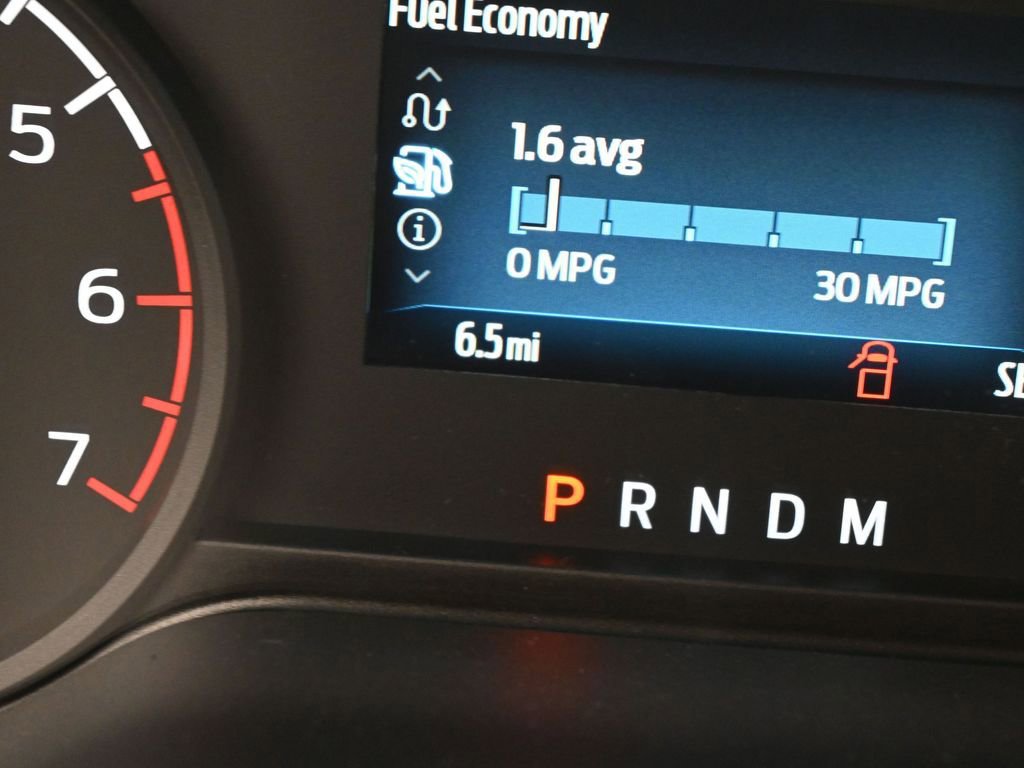 Fuel Economy
5
1.6 avg
6
0 MPG 30 MPG
6.5 mi
7
P R N D M